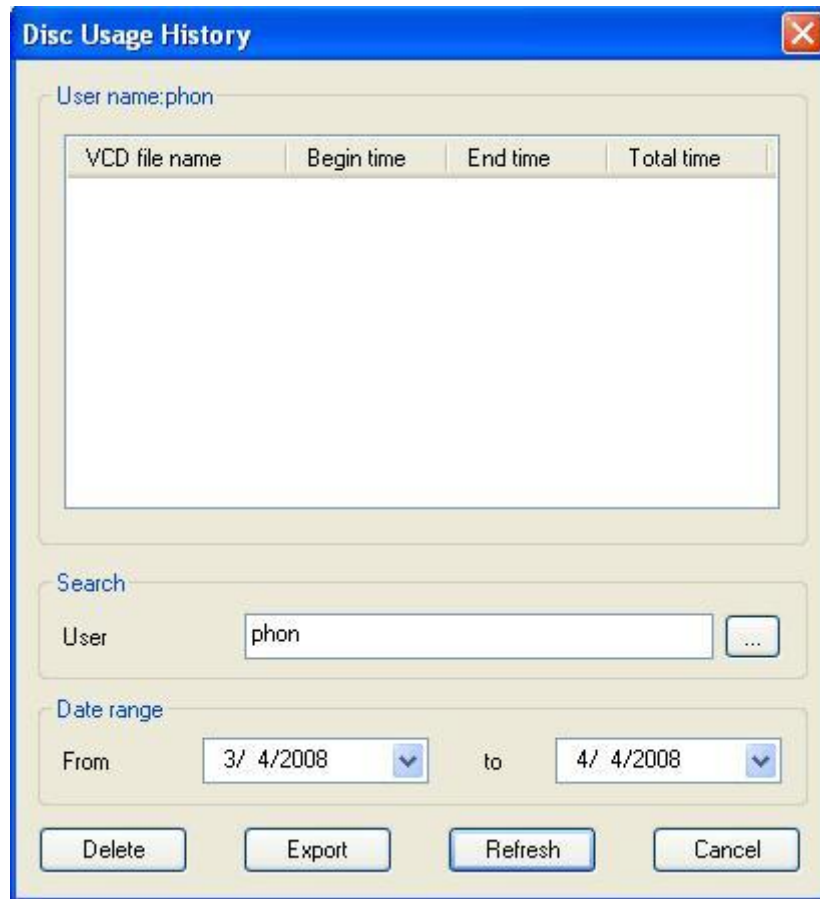 Disc Usage History
User name:phon
VCD file name Begin time End time Total time
Search
User phon ...
Date range
From 3/ 4/2008 to 4/ 4/2008
Delete Export Refresh Cancel